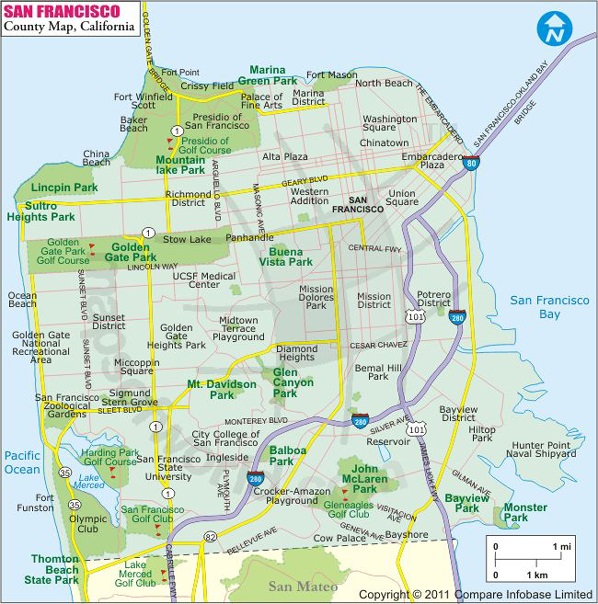 SAN FRANCISCO
County Map, California
N
GOLDEN GATE BRIDGE
Fort Point
Crissy Field
Marina
Green Park
Fort Mason
North Beach
THE EMBARCADERO
SAN FRANCISCO-OKLAND BAY
BRIDGE
Fort Winfield
Scott
Palace of
Fine Arts
Marina
District
Baker
Beach
Presidio of
San Francisco
Washington
Square
1
Chinatown
Presidio of
Golf Course
China
Beach
Mountain
lake Park
Alta Plaza
Embarcadero
Plaza
80
Lincpin Park
ARGUELLO BLVD.
GEARY BLVD
MASONIC AVE
Richmond
District
Western
Addition
SAN
FRANCISCO
Union
Square
Sutro
Heights Park
1
Stow Lake
Panhandle
Golden
Gate Park
Golf Course
Golden
Gate Park
LINCOLN WAY
Buena
Vista Park
CENTRAL FWY
UCSF Medical
Center
SUNSET BLVD
Ocean
Beach
Mission
Dolores
Park
Mission
District
Potrero
District
San Francisco
Bay
101
280
Sunset
District
Midtown
Terrace
Playground
Golden Gate
National
Recreational
Area
Golden
Gate
Heights Park
SUNSET BLVD
CESAR CHAVEZ
Diamond
Heights
Miccoppin
Square
Bemal Hill
Park
Glen
Canyon
Park
Mt. Davidson
Park
Sigmund
Stern Grove
San Francisco
Zoological
Gardens
SLEET BLVD
1
MONTEREY BLVD
280
SILVER AVE
Bayview
District
City College of
San Francisco
101
Hiltop
Park
Reservoir
Hunter Point
Naval Shipyard
Pacific
Ocean
Harding Park
Golf Course
San Francisco
State
University
Ingleside
Balboa
Park
JAMES HCK FWY
35
Lake
Merced
PLYMOUTH
AVE
280
John
McLaren
Park
GILMAN AVE
1
Crocker-Amazon
Playground
Fort
Funston
35
Gleneagles
Golf Club
VISITACION
AVE
Bayview
Park
Monster
Park
Olympic
Club
San Francisco
Golf Club
GENEVA AVE
82
BELLEVUE AVE
Cow Palace
Bayshore
Thomton
Beach
State Park
Lake
Merced
Golf Club
CABRILLE FWY
San Mateo
0 1 mi
0 1 km
Copyright © 2011 Compare Infobase Limited